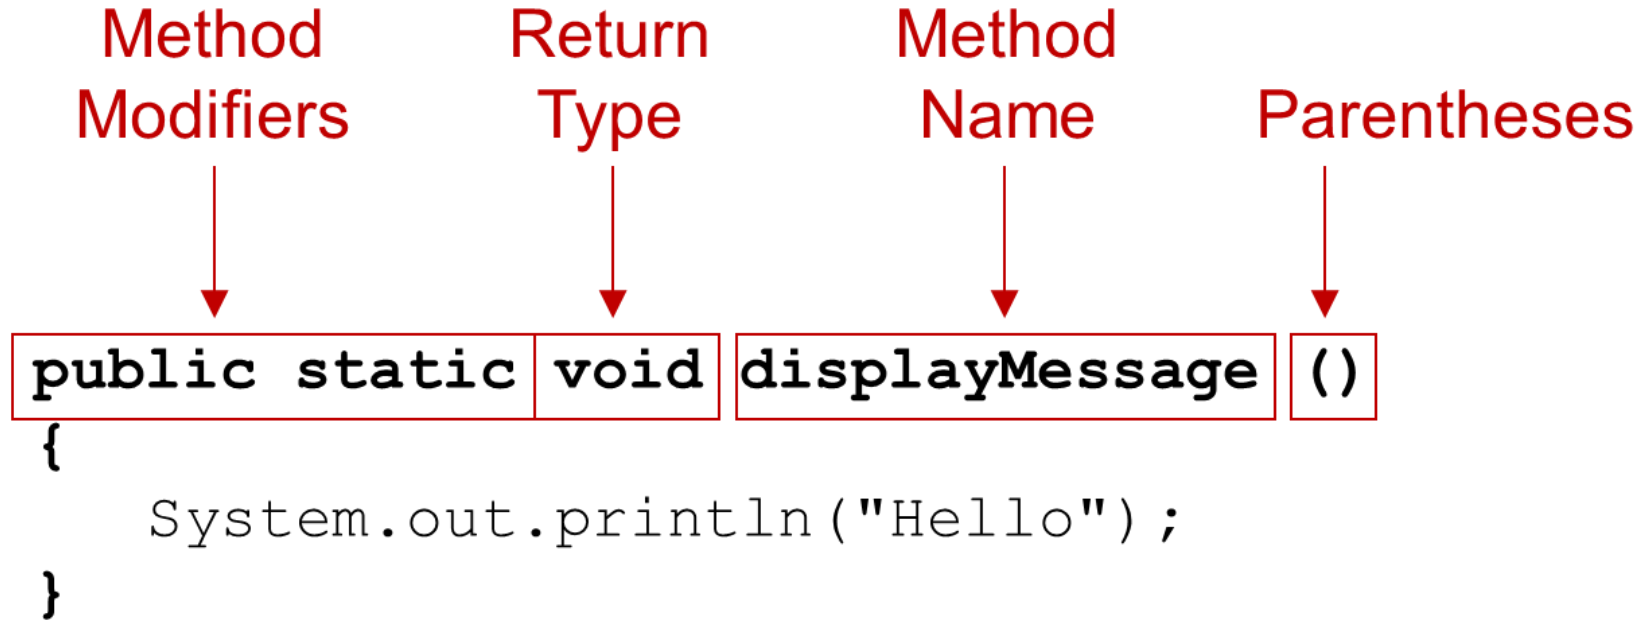 Method Return Method
Modifiers Type Name Parentheses
public static void displayMessage ()
{
System.out.println("Hello");
}